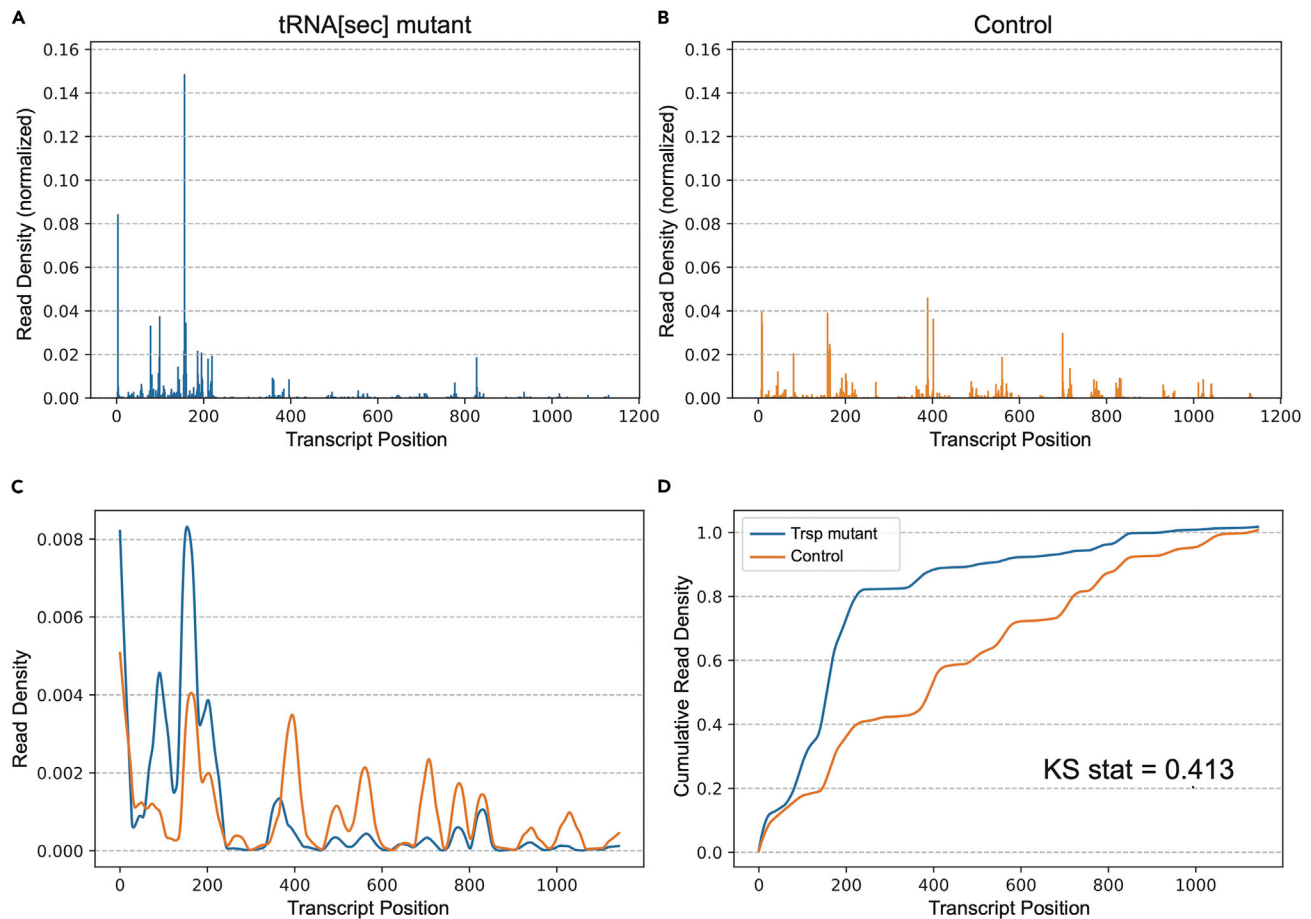 A
tRNA[sec] mutant
Read Density (normalized)
0.16
0.14
0.12
0.10
0.08
0.06
0.04
0.02
0.00
0 200 400 600 800 1000 1200
Transcript Position
B
Control
Read Density (normalized)
0.16
0.14
0.12
0.10
0.08
0.06
0.04
0.02
0.00
0 200 400 600 800 1000 1200
Transcript Position
C
Read Density
0.008
0.006
0.004
0.002
0.000
0 200 400 600 800 1000
Transcript Position
D
Cumulative Read Density
1.0
0.8
0.6
0.4
0.2
0.0
Trsp mutant
Control
KS stat = 0.413
0 200 400 600 800 1000
Transcript Position